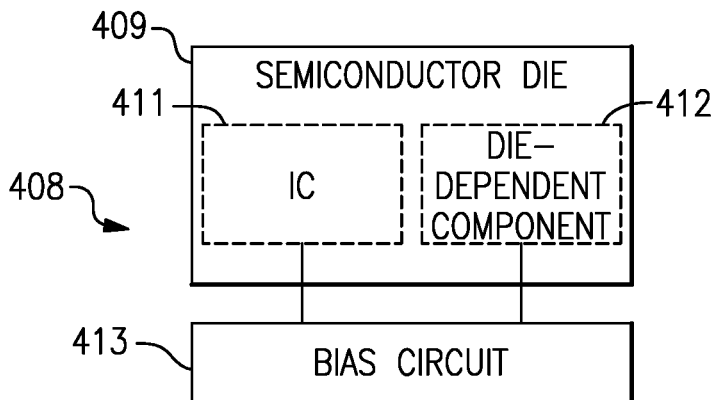 409
SEMICONDUCTOR DIE
411
412
IC
DIE-
DEPENDENT
COMPONENT
408
413
BIAS CIRCUIT